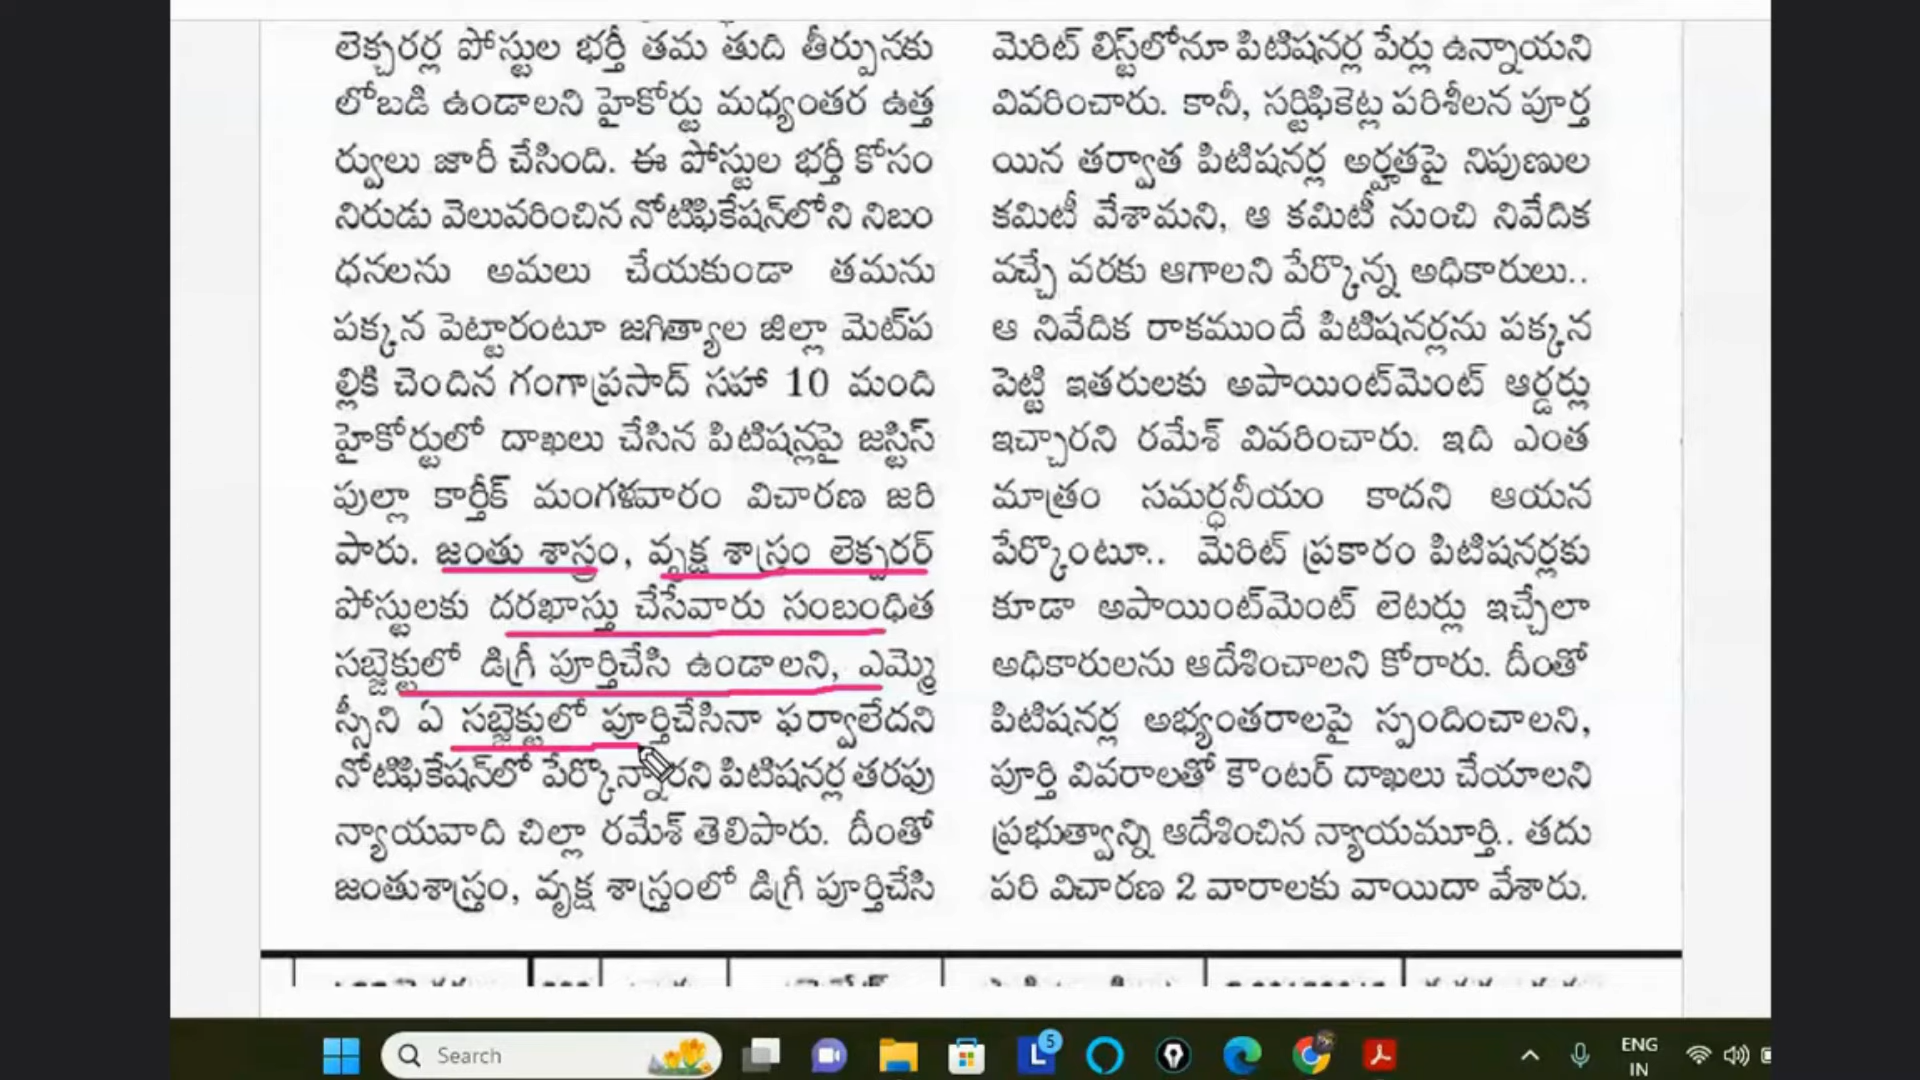 లెక్చరర్ల పోస్టుల భర్తీ తమ తుది తీర్పునకు
లోబడి ఉండాలని హైకోర్టు మధ్యంతర ఉత్త
ర్వులు జారీ చేసింది. ఈ పోస్టుల భర్తీ కోసం
నిరుడు వెలువరించిన నోటిఫికేషన్‌లోని నిబం
ధనలను అమలు చేయకుండా తమను
పక్కన పెట్టారంటూ జగిత్యాల జిల్లా మెట్‌ప
ల్లికి చెందిన గంగాప్రసాద్ సహా 10 మంది
హైకోర్టులో దాఖలు చేసిన పిటిషన్లపై జస్టిస్
పుల్లా కార్తీక్ మంగళవారం విచారణ జరి
పారు. జంతు శాస్త్రం, వృక్ష శాస్త్రం లెక్చరర్
పోస్టులకు దరఖాస్తు చేసేవారు సంబంధిత
సబ్జెక్టులో డిగ్రీ పూర్తిచేసి ఉండాలని, ఎమ్మె
స్సీని ఏ సబ్జెక్టులో పూర్తిచేసినా ఫర్వాలేదని
నోటిఫికేషన్‌లో పేర్కొన్నారని పిటిషనర్ల తరఫు
న్యాయవాది చిల్లా రమేశ్ తెలిపారు. దీంతో
జంతుశాస్త్రం, వృక్ష శాస్త్రంలో డిగ్రీ పూర్తిచేసి
మెరిట్ లిస్ట్‌లోనూ పిటిషనర్ల పేర్లు ఉన్నాయని
వివరించారు. కానీ, సర్టిఫికెట్ల పరిశీలన పూర్త
యిన తర్వాత పిటిషనర్ల అర్హతపై నిపుణుల
కమిటీ వేశామని, ఆ కమిటీ నుంచి నివేదిక
వచ్చే వరకు ఆగాలని పేర్కొన్న అధికారులు..
ఆ నివేదిక రాకముందే పిటిషనర్లను పక్కన
పెట్టి ఇతరులకు అపాయింట్‌మెంట్ ఆర్డర్లు
ఇచ్చారని రమేశ్ వివరించారు. ఇది ఎంత
మాత్రం సమర్థనీయం కాదని ఆయన
పేర్కొంటూ.. మెరిట్ ప్రకారం పిటిషనర్లకు
కూడా అపాయింట్‌మెంట్ లెటర్లు ఇచ్చేలా
అధికారులను ఆదేశించాలని కోరారు. దీంతో
పిటిషనర్ల అభ్యంతరాలపై స్పందించాలని,
పూర్తి వివరాలతో కౌంటర్ దాఖలు చేయాలని
ప్రభుత్వాన్ని ఆదేశించిన న్యాయమూర్తి.. తదు
పరి విచారణ 2 వారాలకు వాయిదా వేశారు.
Search
5
ENG
IN